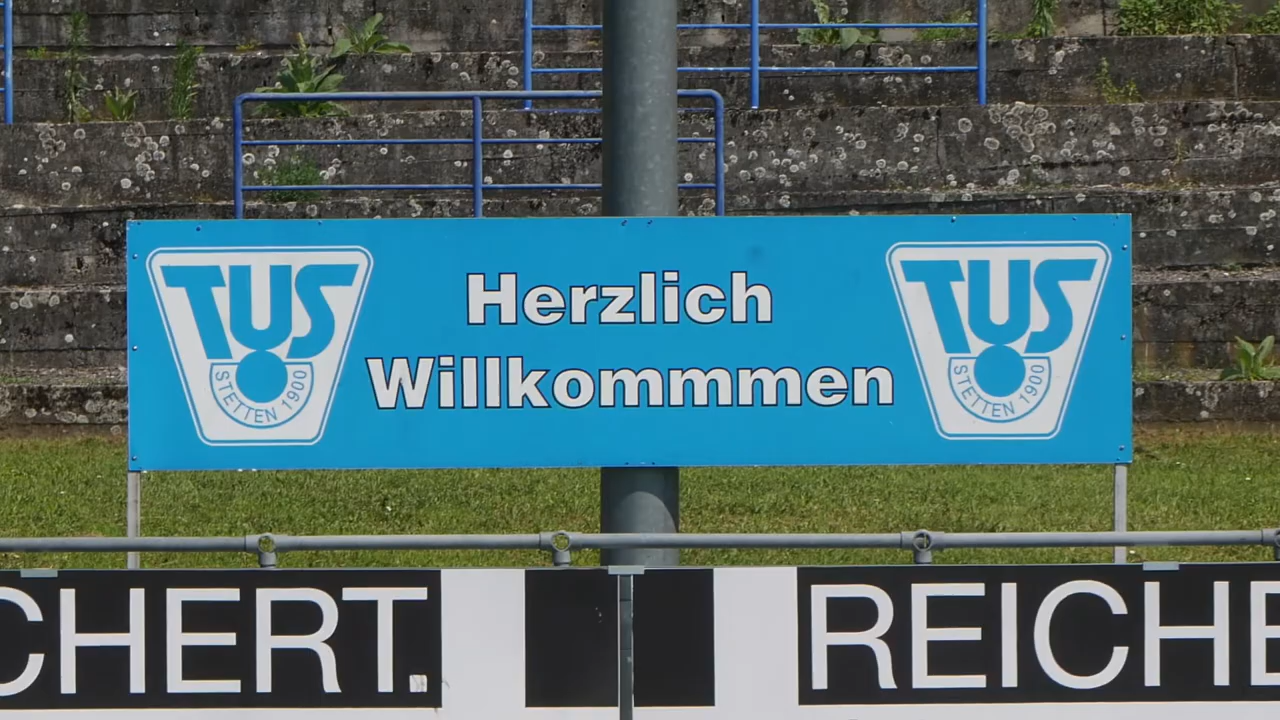 TUS
STETTEN 1900
Herzlich
Willkommmen
TUS
STETTEN 1900
CHERT.
REICHE